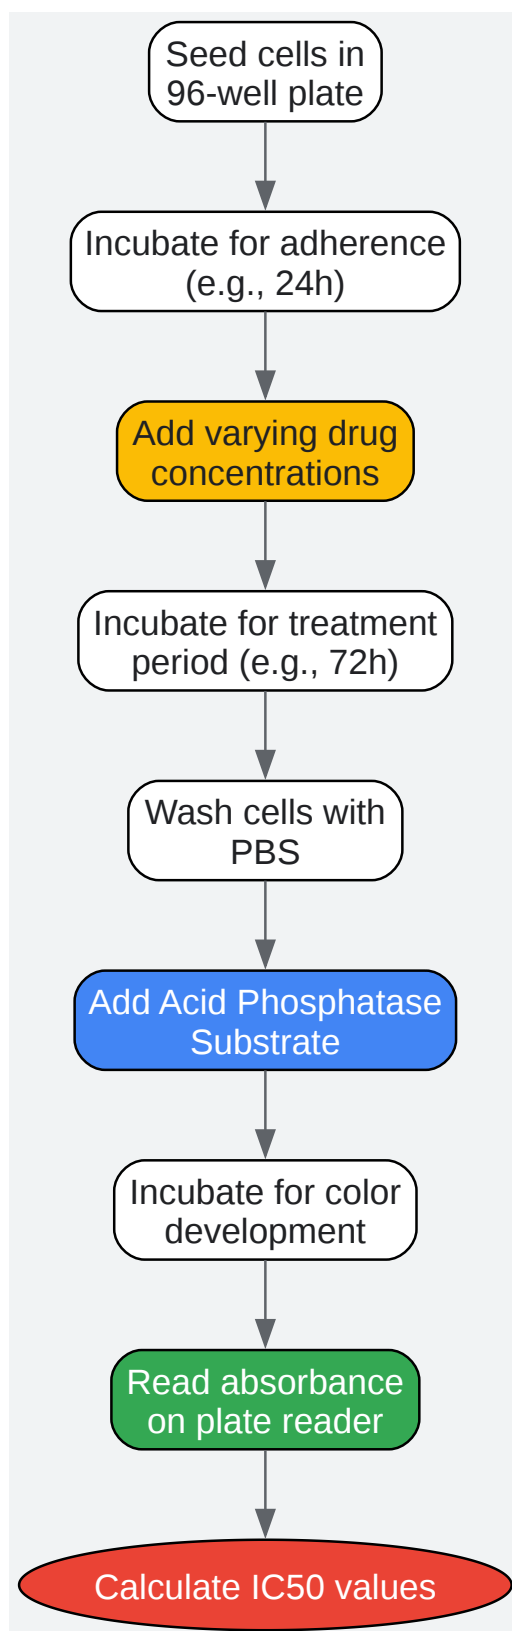 Seed cells in
96-well plate
Incubate for adherence
(e.g., 24h)
Add varying drug
concentrations
Incubate for treatment
period (e.g., 72h)
Wash cells with
PBS
Add Acid Phosphatase
Substrate
Incubate for color
development
Read absorbance
on plate reader
Calculate IC50 values